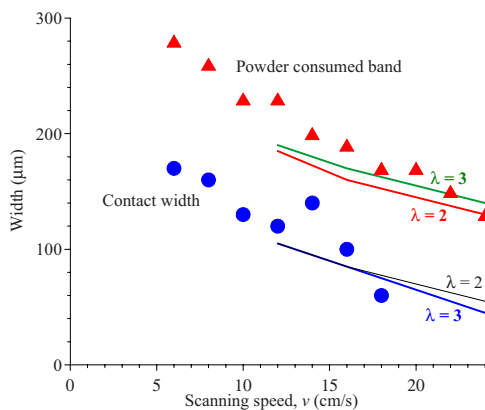 300
Powder consumed band
200
λ = 3
Contact width
λ = 2
100
λ = 2
λ = 3
0
0 5 10 15 20
Width (μm)
Scanning speed, v (cm/s)